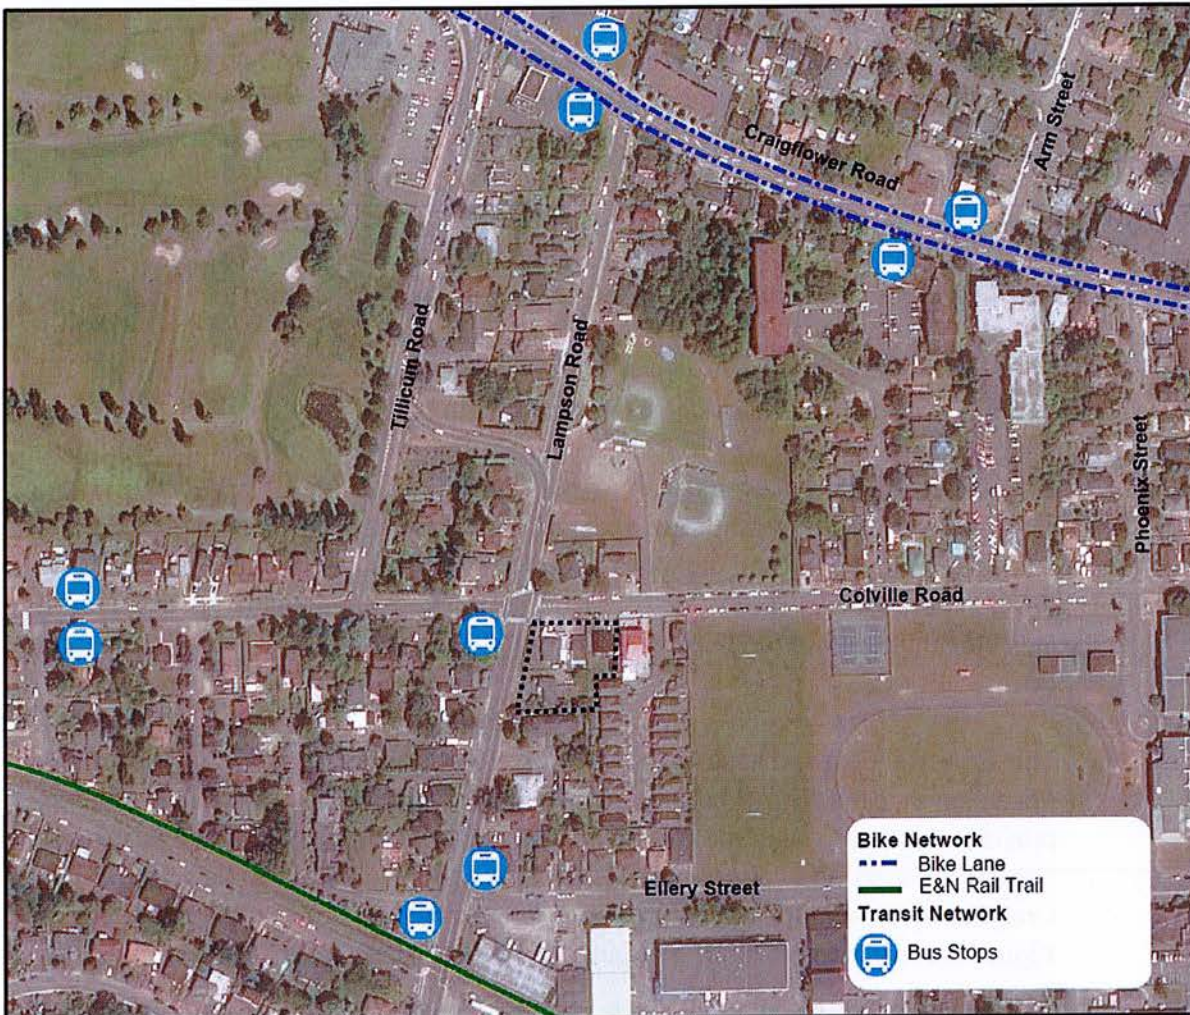 Craigflower Road
Arm Street
Tillicum Road
Lampson Road
Phoenix Street
Colville Road
Ellery Street
Bike Network
Bike Lane
E&N Rail Trail
Transit Network
Bus Stops